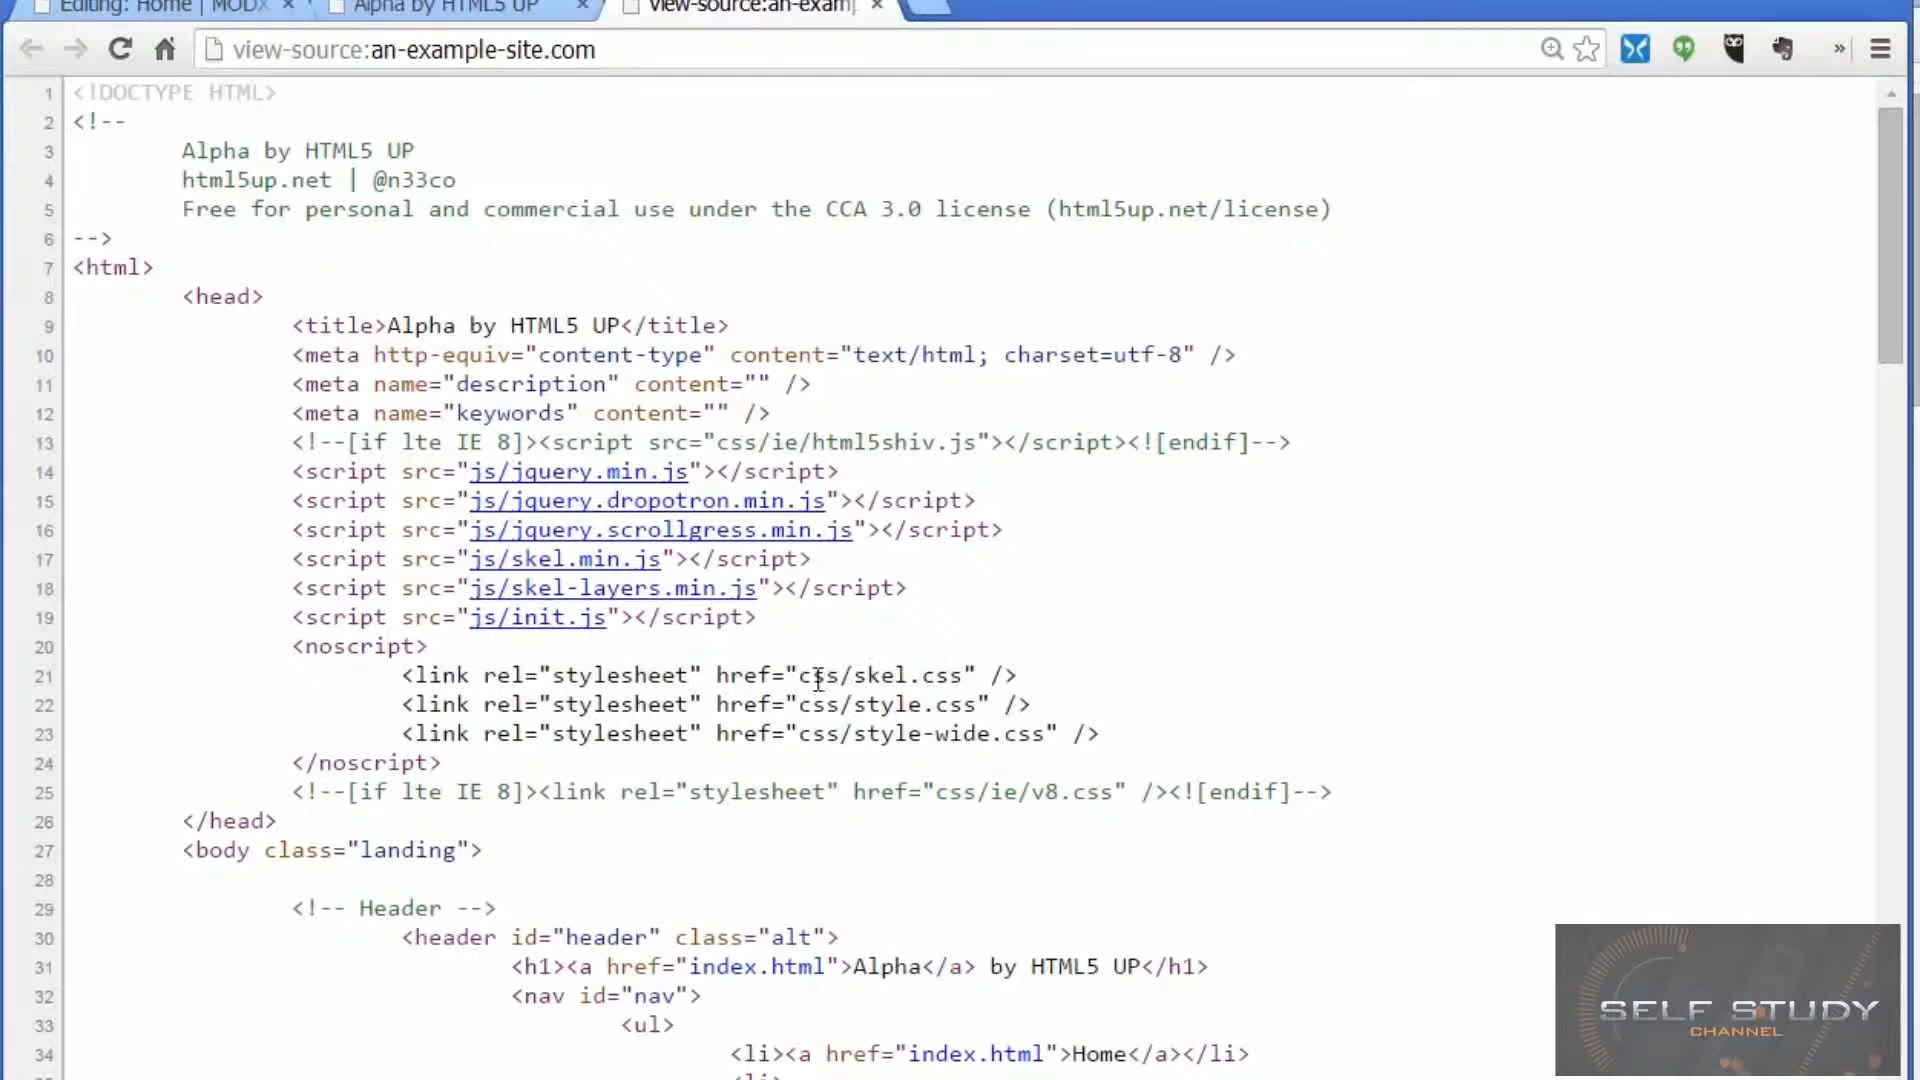 Editing: Home | MODX
Alpha by HTML5 UP
view-source:an-examp
view-source:an-example-site.com
1 <!DOCTYPE HTML>
2 <!--
3 Alpha by HTML5 UP
4 html5up.net | @n33co
5 Free for personal and commercial use under the CCA 3.0 license (html5up.net/license)
6 -->
7 <html>
8 <head>
9 <title>Alpha by HTML5 UP</title>
10 <meta http-equiv="content-type" content="text/html; charset=utf-8" />
11 <meta name="description" content="" />
12 <meta name="keywords" content="" />
13 <!--[if lte IE 8]><script src="css/ie/html5shiv.js"></script><![endif]-->
14 <script src="js/jquery.min.js"></script>
15 <script src="js/jquery.dropotron.min.js"></script>
16 <script src="js/jquery.scrollgress.min.js"></script>
17 <script src="js/skel.min.js"></script>
18 <script src="js/skel-layers.min.js"></script>
19 <script src="js/init.js"></script>
20 <noscript>
21 <link rel="stylesheet" href="css/skel.css" />
22 <link rel="stylesheet" href="css/style.css" />
23 <link rel="stylesheet" href="css/style-wide.css" />
24 </noscript>
25 <!--[if lte IE 8]><link rel="stylesheet" href="css/ie/v8.css" /><![endif]-->
26 </head>
27 <body class="landing">
28
29 <!-- Header -->
30 <header id="header" class="alt">
31 <h1><a href="index.html">Alpha</a> by HTML5 UP</h1>
32 <nav id="nav">
33 <ul>
34 <li><a href="index.html">Home</a></li>
SELF STUDY
CHANNEL